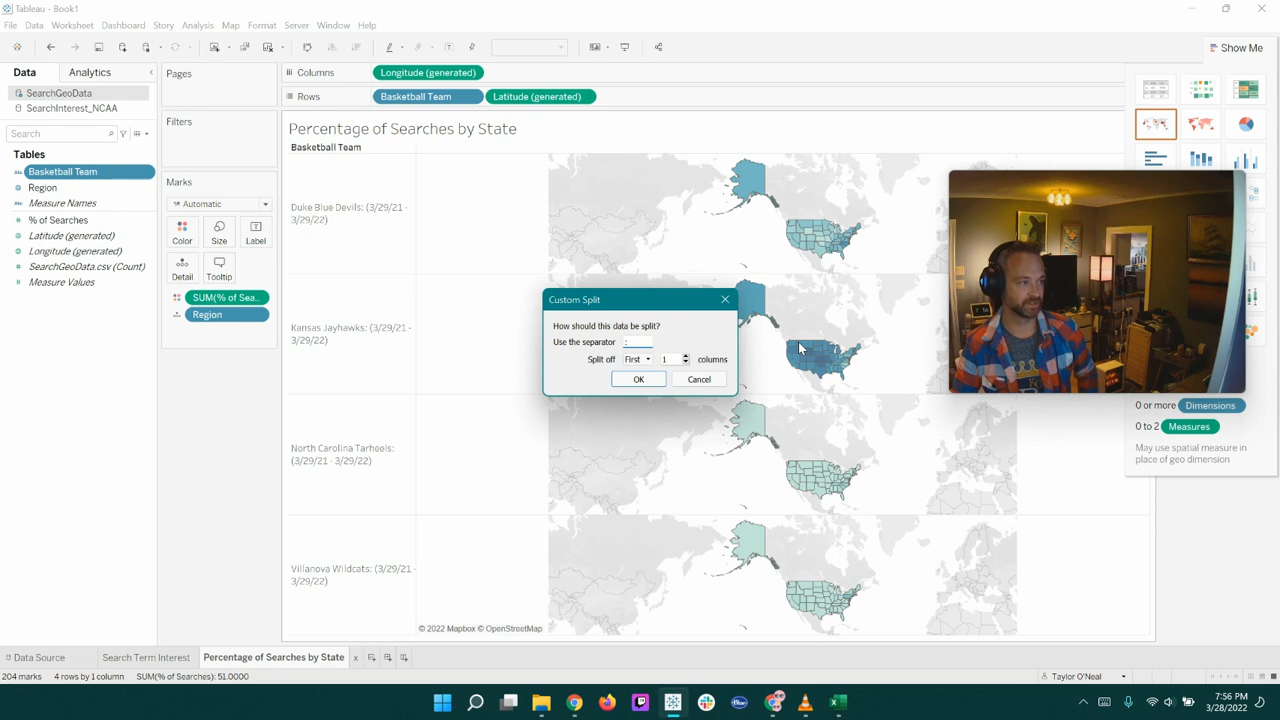 Tableau - Book1
File Data Worksheet Dashboard Story Analysis Map Format Server Window Help
Show Me
Data Analytics
Pages
Columns Longitude (generated)
Rows Basketball Team Latitude (generated)
SearchGeoData
SearchInterest_NCAA
Filters
Search
Percentage of Searches by State
Basketball Team
Tables
Basketball Team
Region
Measure Names
% of Searches
Latitude (generated)
Longitude (generated)
SearchGeoData.csv (Count)
Measure Values
Marks
Automatic
Color Size Label
Detail Tooltip
SUM(% of Sea..
Region
Duke Blue Devils: (3/29/21 -
3/29/22)
Kansas Jayhawks: (3/29/21 -
3/29/22)
North Carolina Tarheels:
(3/29/21 - 3/29/22)
Villanova Wildcats: (3/29/21 -
3/29/22)
Custom Split
How should this data be split?
Use the separator :
Split off First 1 columns
OK Cancel
0 or more Dimensions
0 to 2 Measures
May use spatial measure in
place of geo dimension
© 2022 Mapbox © OpenStreetMap
Data Source Search Term Interest Percentage of Searches by State
204 marks 4 rows by 1 column SUM(% of Searches): 51.0000
Taylor O'Neal
7:56 PM
3/28/2022